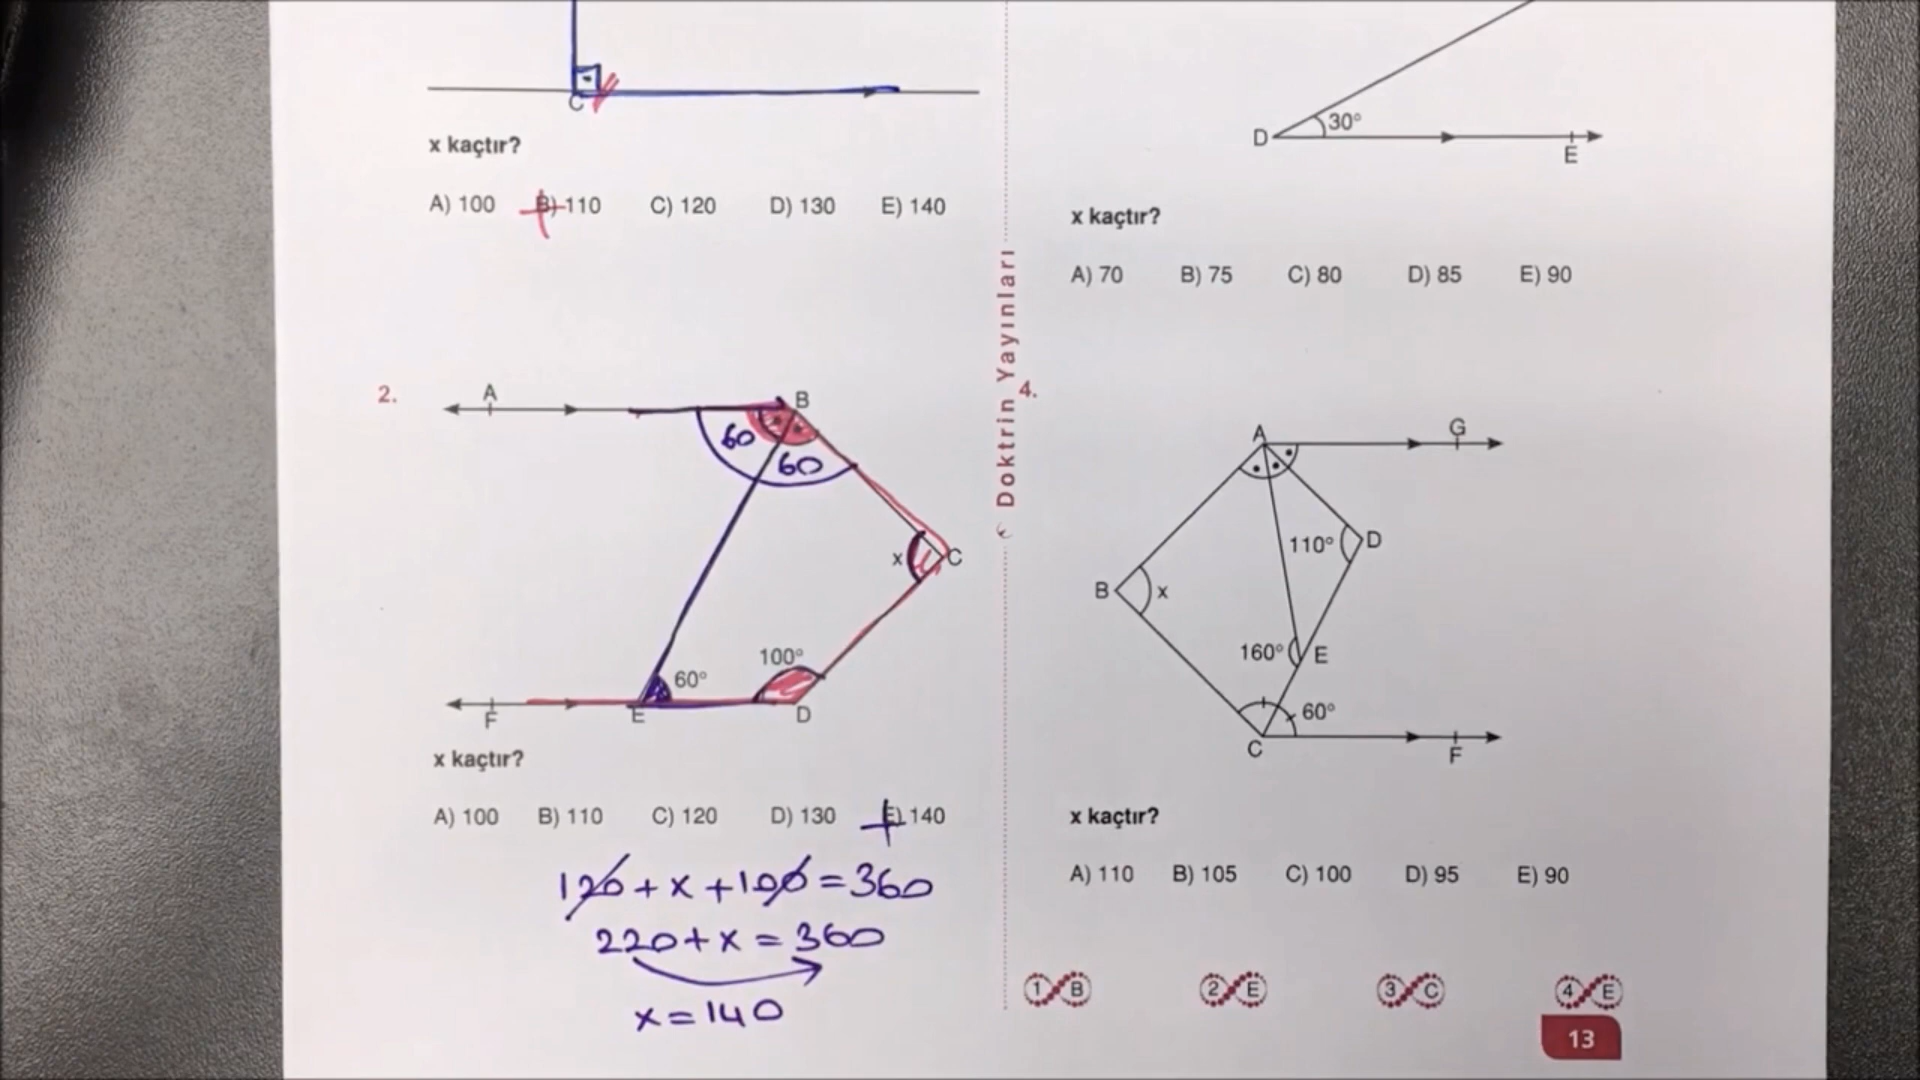 C
x kaçtır?
A) 100 B) 110 C) 120 D) 130 E) 140
2.
A B
60 60
x C
100°
60°
F E D
x kaçtır?
A) 100 B) 110 C) 120 D) 130 E) 140
120 + x + 100 = 360
220 + x = 360
x = 140
Doktrin Yayınları
30°
D E
x kaçtır?
A) 70 B) 75 C) 80 D) 85 E) 90
4.
A G
110° D
B x
160° E
60°
C F
x kaçtır?
A) 110 B) 105 C) 100 D) 95 E) 90
1 B 2 E 3 C 4 E
13